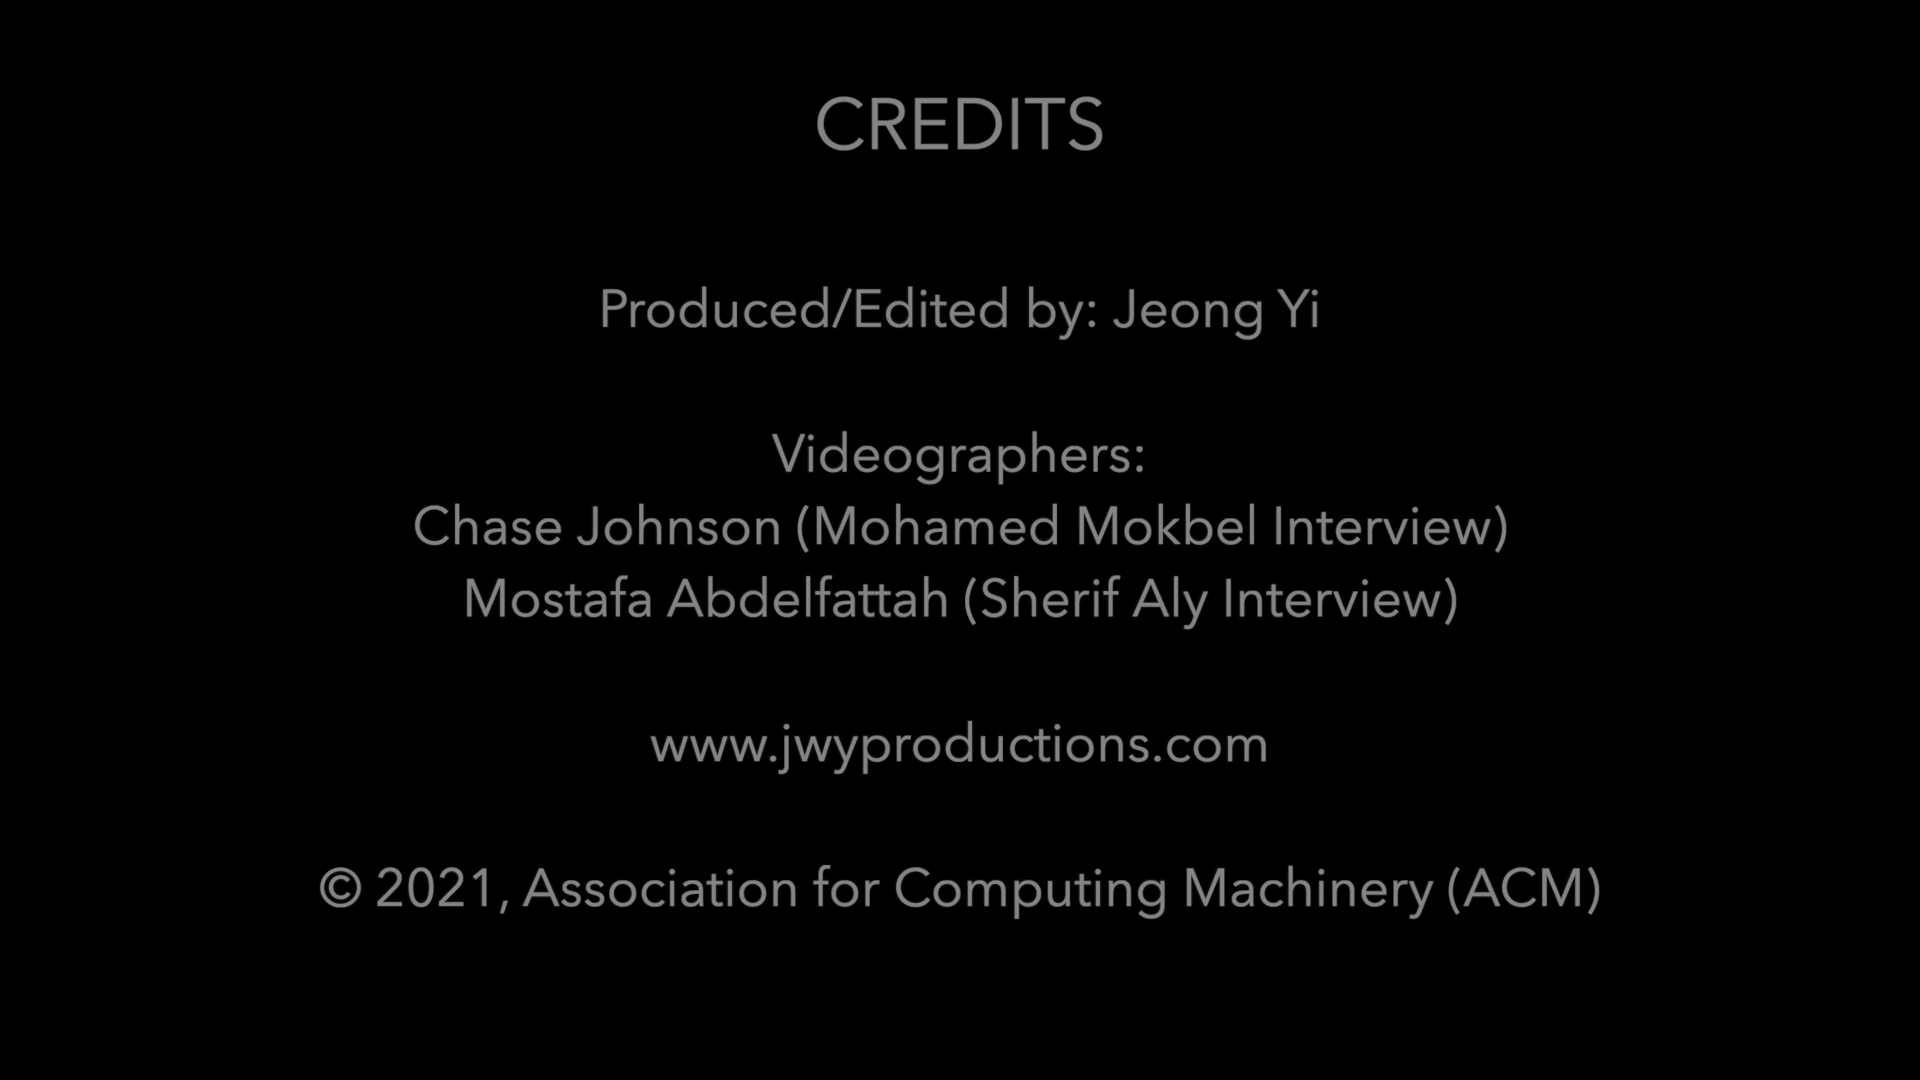 CREDITS
Produced/Edited by: Jeong Yi
Videographers:
Chase Johnson (Mohamed Mokbel Interview)
Mostafa Abdelfattah (Sherif Aly Interview)
www.jwyproductions.com
© 2021, Association for Computing Machinery (ACM)